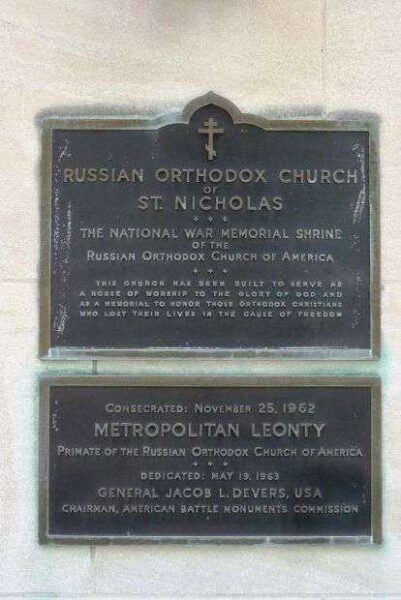 RUSSIAN ORTHODOX CHURCH
OF
ST. NICHOLAS
THE NATIONAL WAR MEMORIAL SHRINE
OF THE
RUSSIAN ORTHODOX CHURCH OF AMERICA
THIS CHURCH HAS BEEN BUILT TO SERVE AS
A HOUSE OF WORSHIP TO THE GLORY OF GOD AND
AS A MEMORIAL TO HONOR THOSE ORTHODOX CHRISTIANS
WHO LOST THEIR LIVES IN THE CAUSE OF FREEDOM
CONSECRATED: NOVEMBER 25, 1962
METROPOLITAN LEONTY
PRIMATE OF THE RUSSIAN ORTHODOX CHURCH OF AMERICA
DEDICATED: MAY 19, 1963
GENERAL JACOB L. DEVERS, USA
CHAIRMAN, AMERICAN BATTLE MONUMENTS COMMISSION